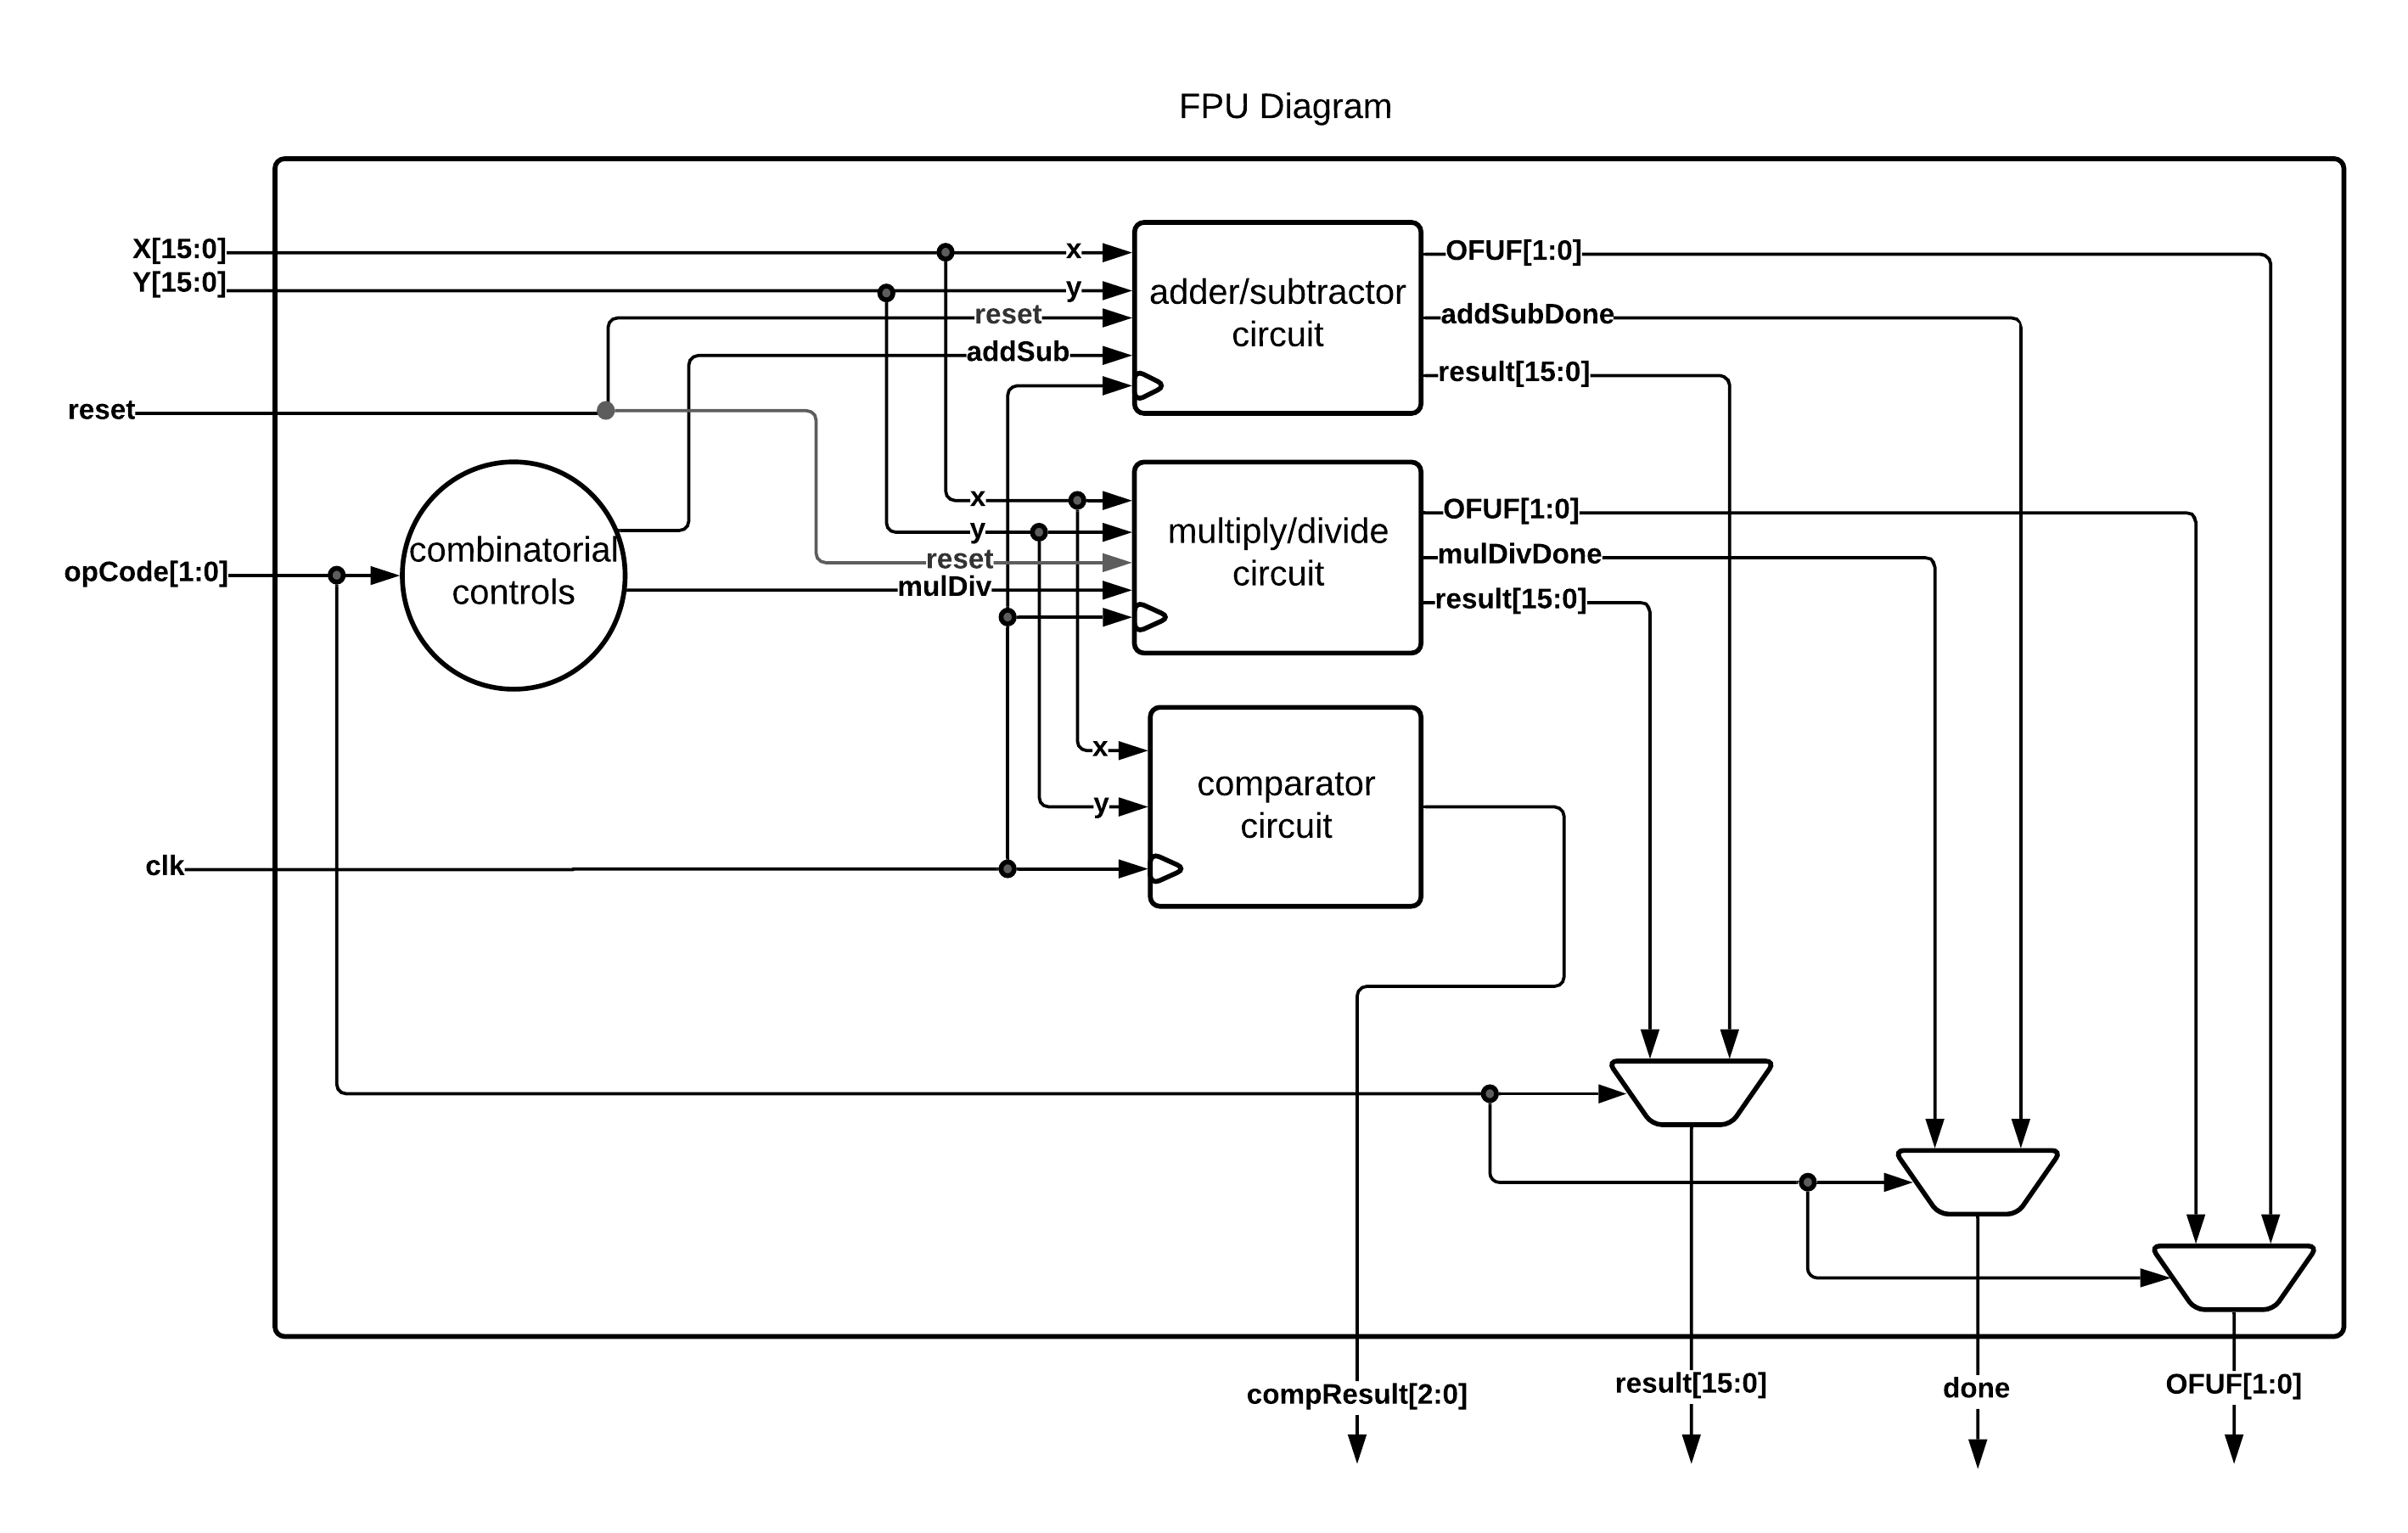 FPU Diagram
X[15:0]
x
OFUF[1:0]
Y[15:0]
y
adder/subtractor
circuit
reset
addSubDone
addSub
result[15:0]
reset
x
OFUF[1:0]
y
multiply/divide
circuit
combinatorial
controls
reset
mulDivDone
opCode[1:0]
mulDiv
result[15:0]
x
comparator
circuit
y
clk
compResult[2:0]
result[15:0]
done
OFUF[1:0]